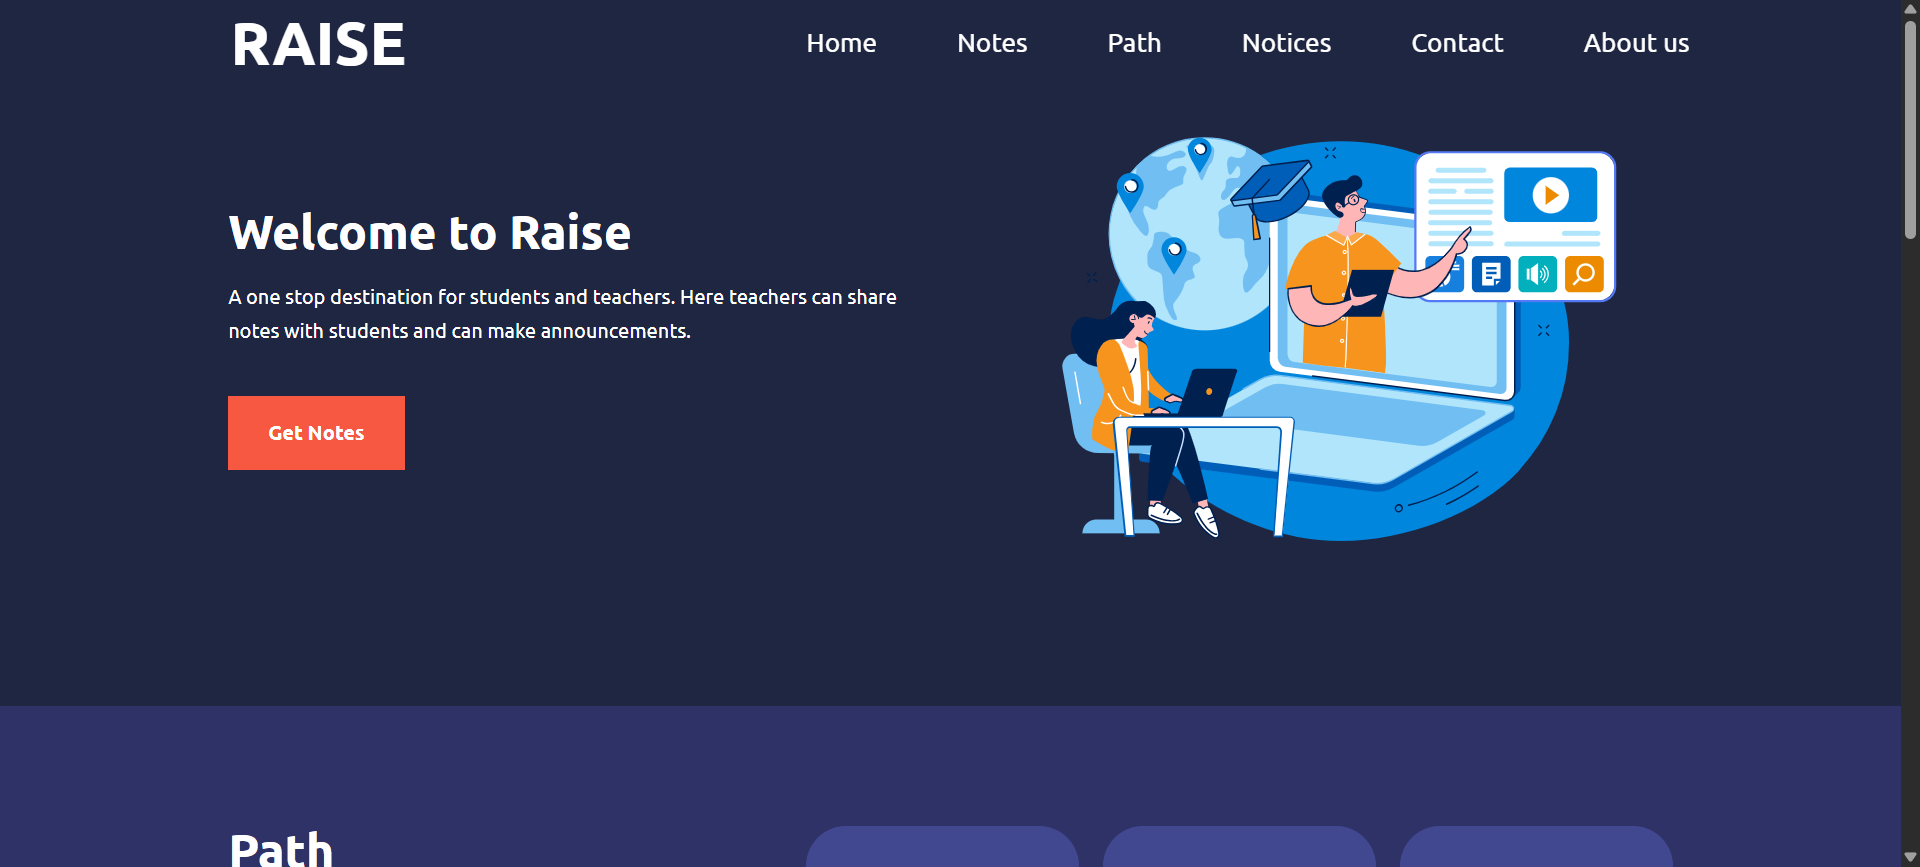 RAISE
Home Notes Path Notices Contact About us
Welcome to Raise
A one stop destination for students and teachers. Here teachers can share
notes with students and can make announcements.
Get Notes
Path